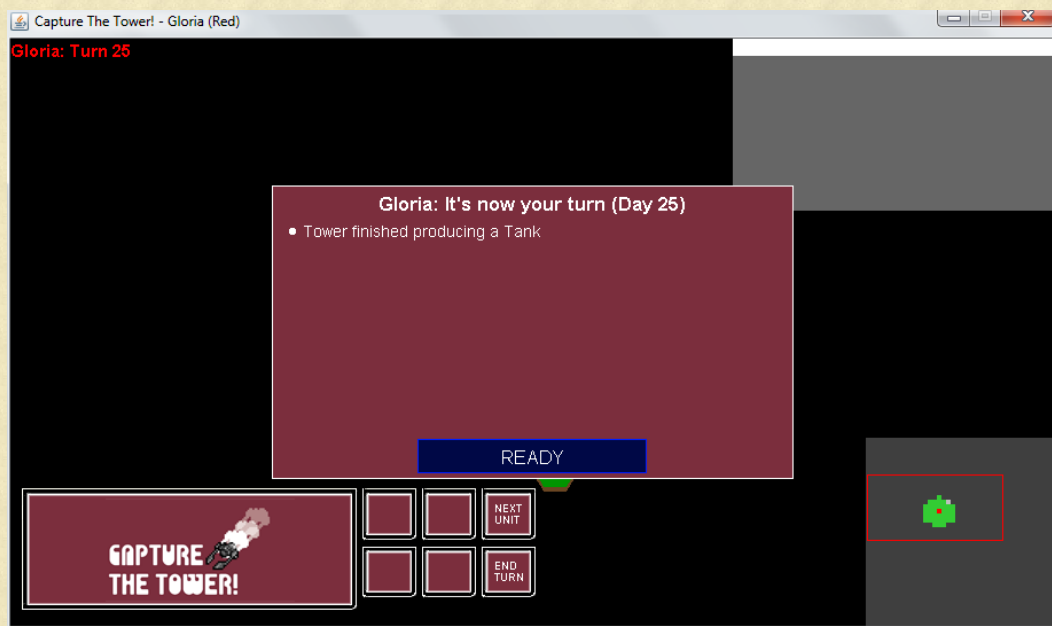 Capture The Tower! - Gloria (Red)
Gloria: Turn 25
Gloria: It's now your turn (Day 25)
• Tower finished producing a Tank
READY
CAPTURE
THE TOWER!
NEXT
UNIT
END
TURN